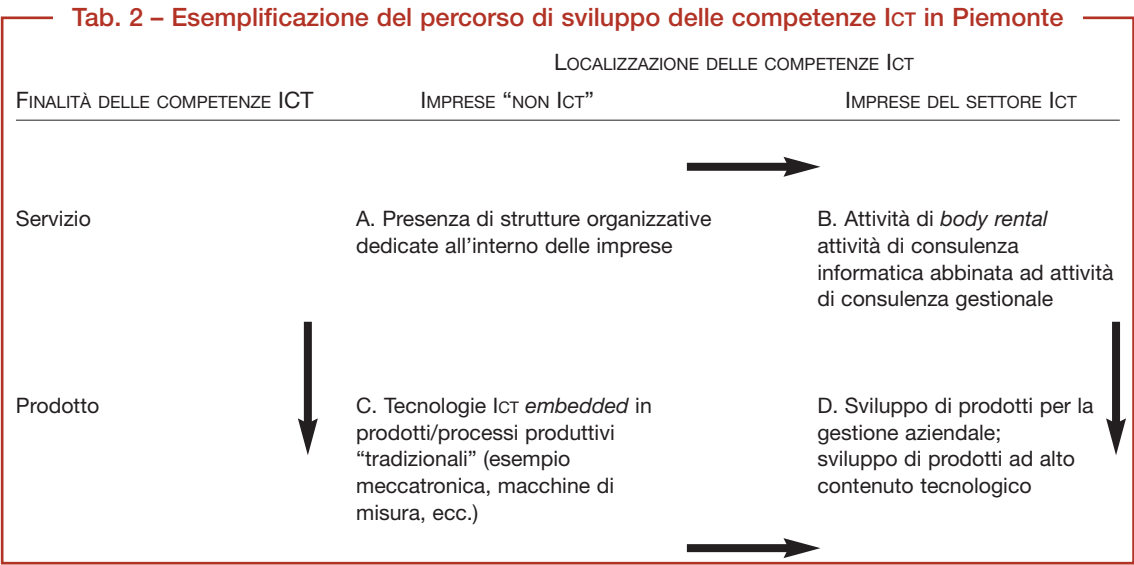 Tab. 2 – Esemplificazione del percorso di sviluppo delle competenze ICT in Piemonte
LOCALIZZAZIONE DELLE COMPETENZE ICT
FINALITÀ DELLE COMPETENZE ICT IMPRESE “NON ICT” IMPRESE DEL SETTORE ICT
Servizio
A. Presenza di strutture organizzative
dedicate all’interno delle imprese
B. Attività di body rental
attività di consulenza
informatica abbinata ad attività
di consulenza gestionale
Prodotto
C. Tecnologie ICT embedded in
prodotti/processi produttivi
“tradizionali” (esempio
meccatronica, macchine di
misura, ecc.)
D. Sviluppo di prodotti per la
gestione aziendale;
sviluppo di prodotti ad alto
contenuto tecnologico